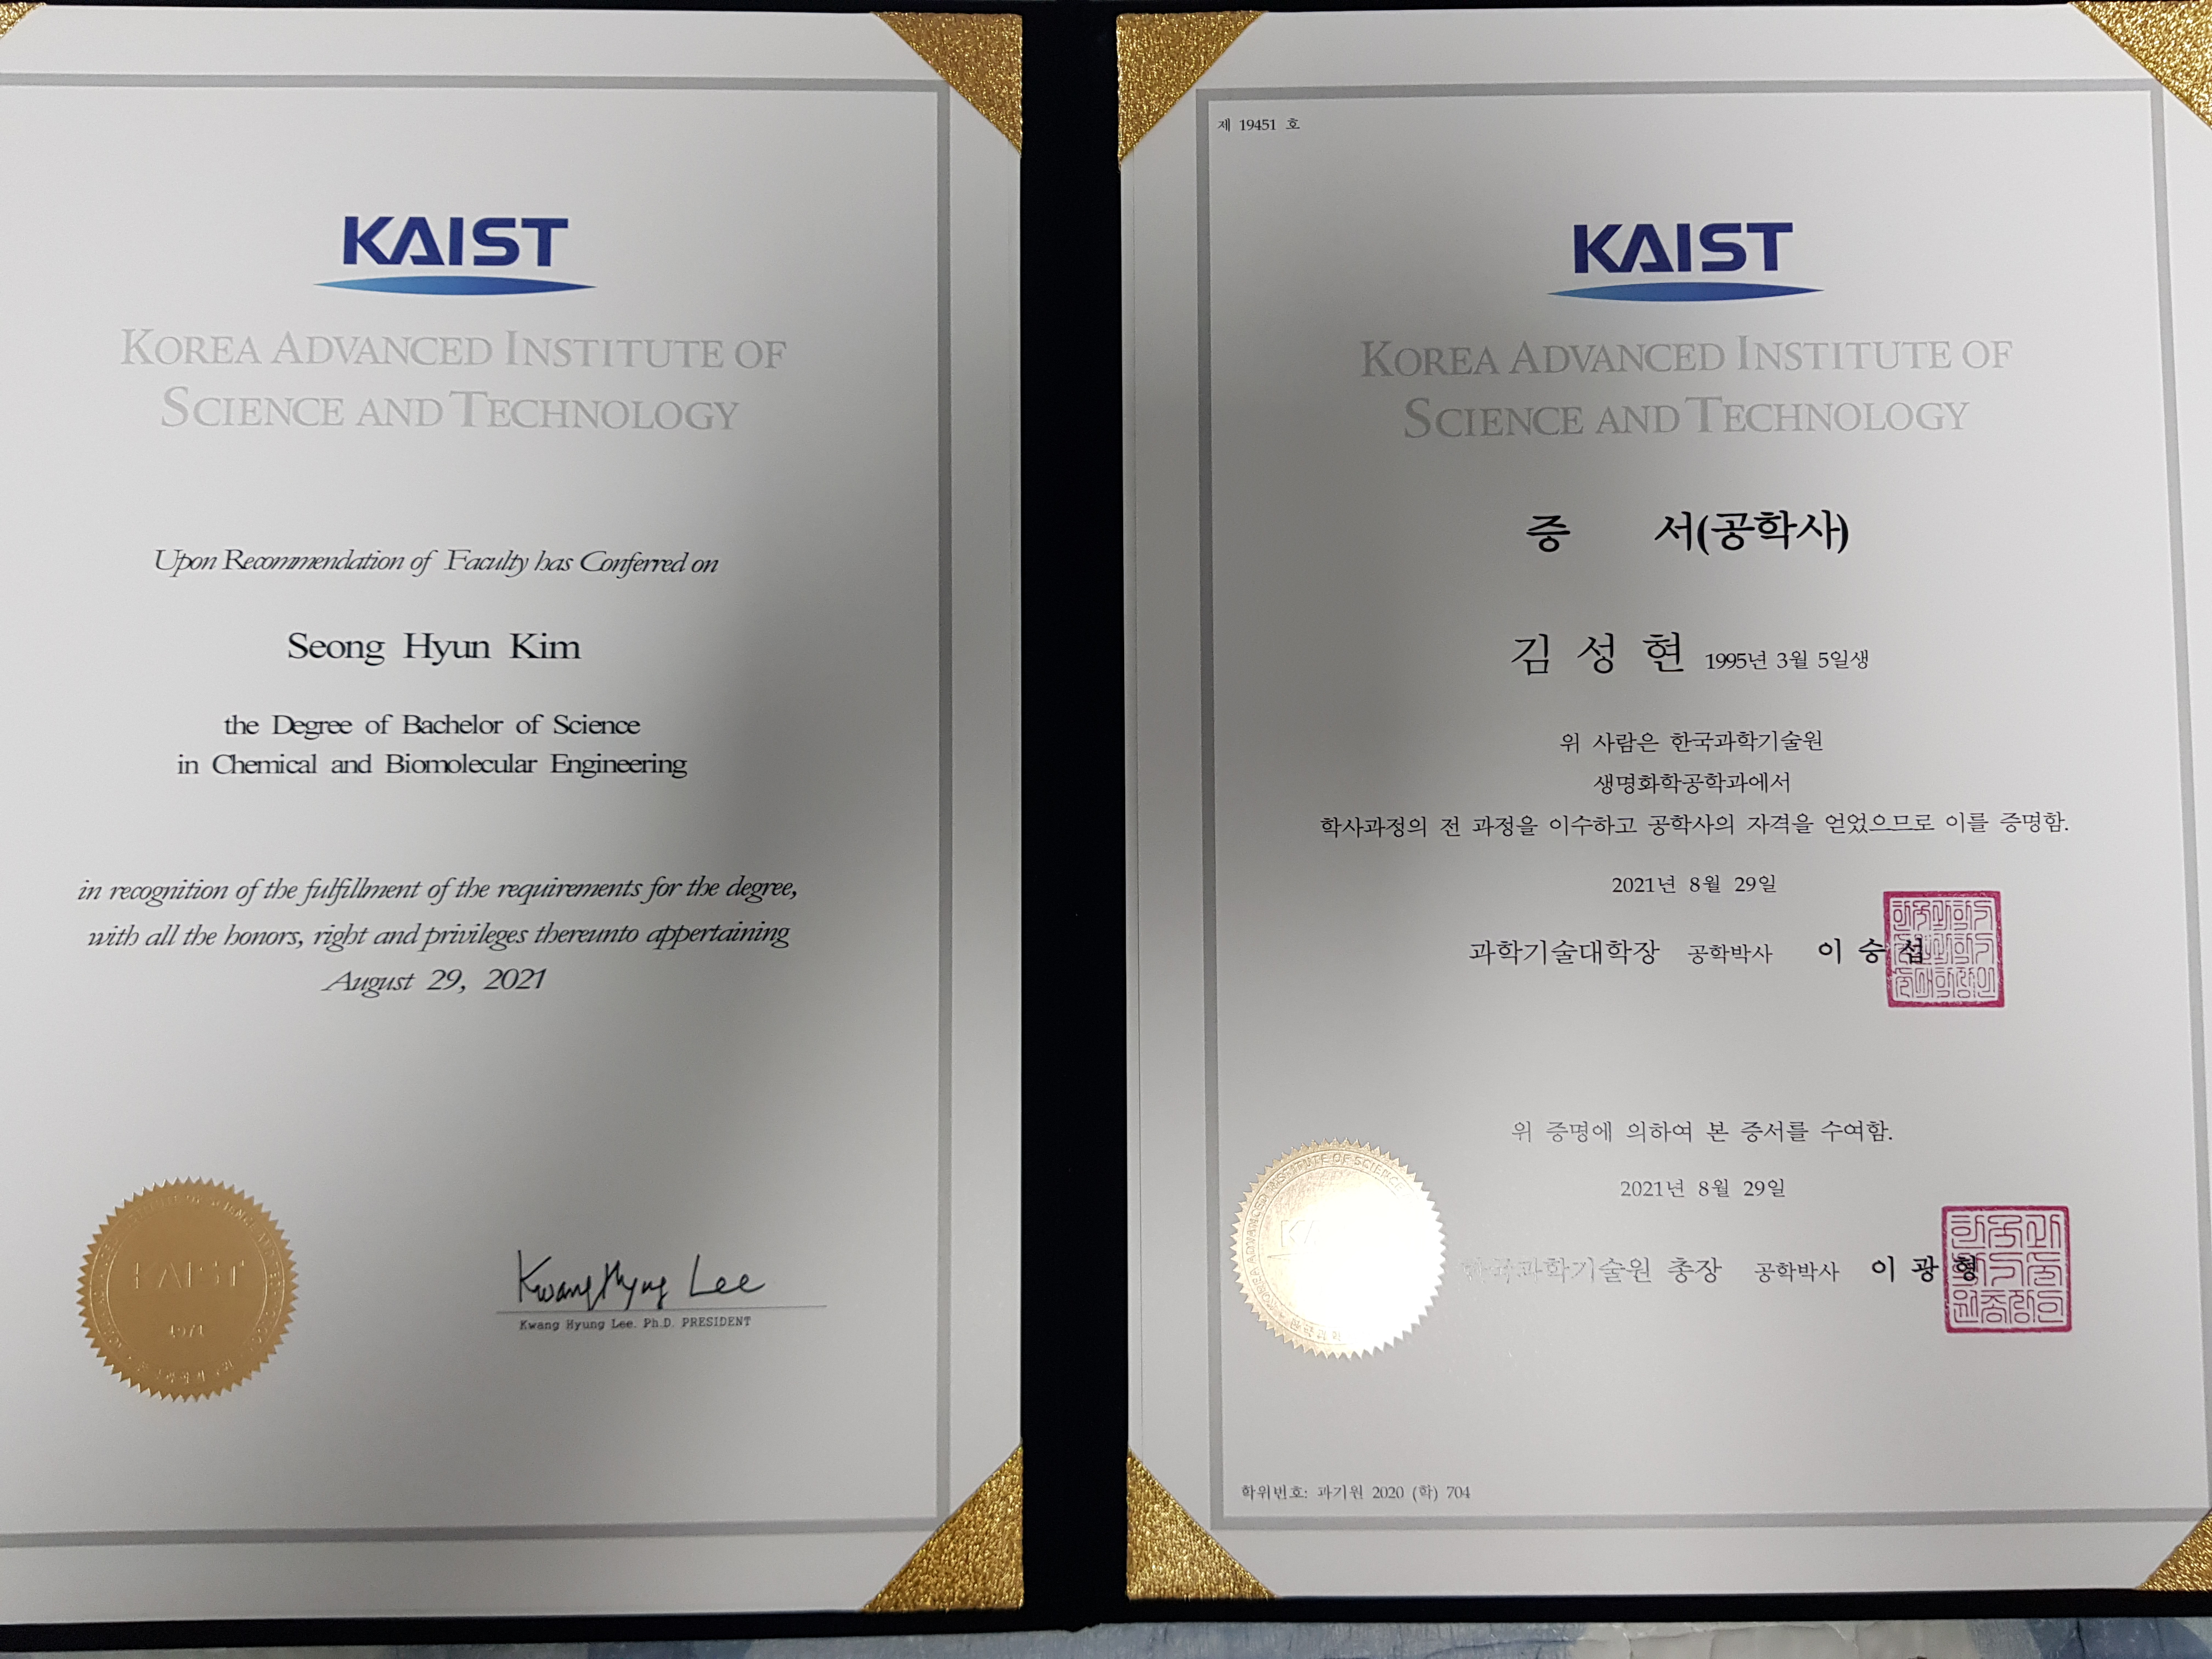 KAIST
KOREA ADVANCED INSTITUTE OF
SCIENCE AND TECHNOLOGY
Upon Recommendation of Faculty has Conferred on
Seong Hyun Kim
the Degree of Bachelor of Science
in Chemical and Biomolecular Engineering
in recognition of the fulfillment of the requirements for the degree,
with all the honors, right and privileges thereunto appertaining
August 29, 2021
KAIST
1971
Kwang Hyung Lee
Kwang Hyung Lee, Ph.D. PRESIDENT
제 19451 호
KAIST
KOREA ADVANCED INSTITUTE OF
SCIENCE AND TECHNOLOGY
증 서(공학사)
김 성 현 1995년 3월 5일생
위 사람은 한국과학기술원
생명화학공학과에서
학사과정의 전 과정을 이수하고 공학사의 자격을 얻었으므로 이를 증명함.
2021년 8월 29일
과학기술대학장 공학박사 이 승 섭
위 증명에 의하여 본 증서를 수여함.
2021년 8월 29일
한국과학기술원 총장 공학박사 이 광 형
KOREA ADVANCED INSTITUTE OF SCIENCE
학위번호: 과기원 2020 (학) 704